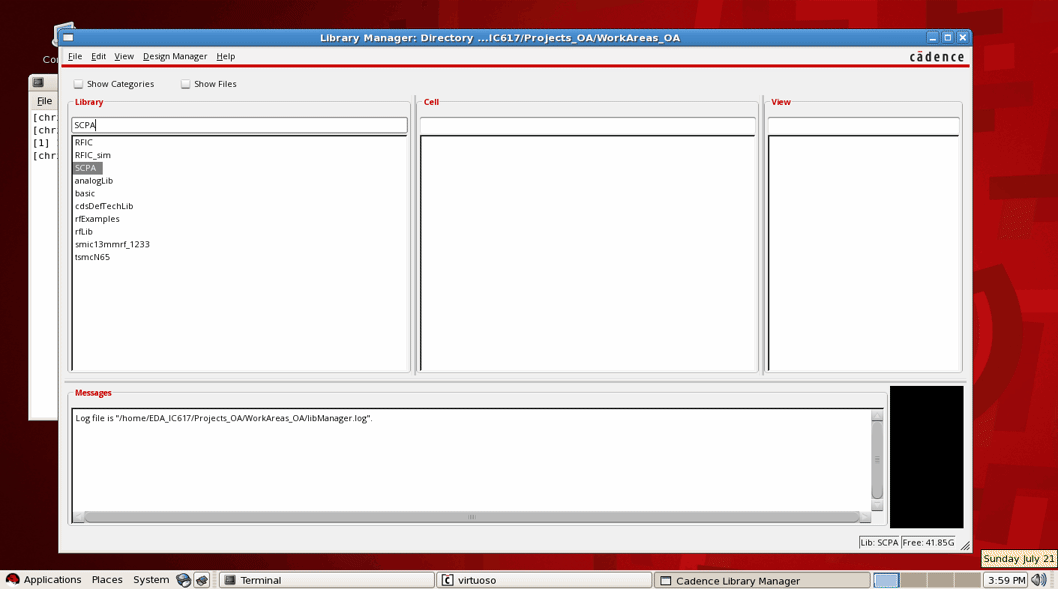 Library Manager: Directory ...IC617/Projects_OA/WorkAreas_OA
File Edit View Design Manager Help
cādence
Show Categories Show Files
Library
Cell
View
SCPA
RFIC
RFIC_sim
SCPA
analogLib
basic
cdsDefTechLib
rfExamples
rfLib
smic13mmrf_1233
tsmcN65
Messages
Log file is "/home/EDA_IC617/Projects_OA/WorkAreas_OA/libManager.log".
Lib: SCPA Free: 41.85G
File
[chr
[chr
[1]
[chr
Sunday July 21
Applications Places System Terminal virtuoso Cadence Library Manager 3:59 PM